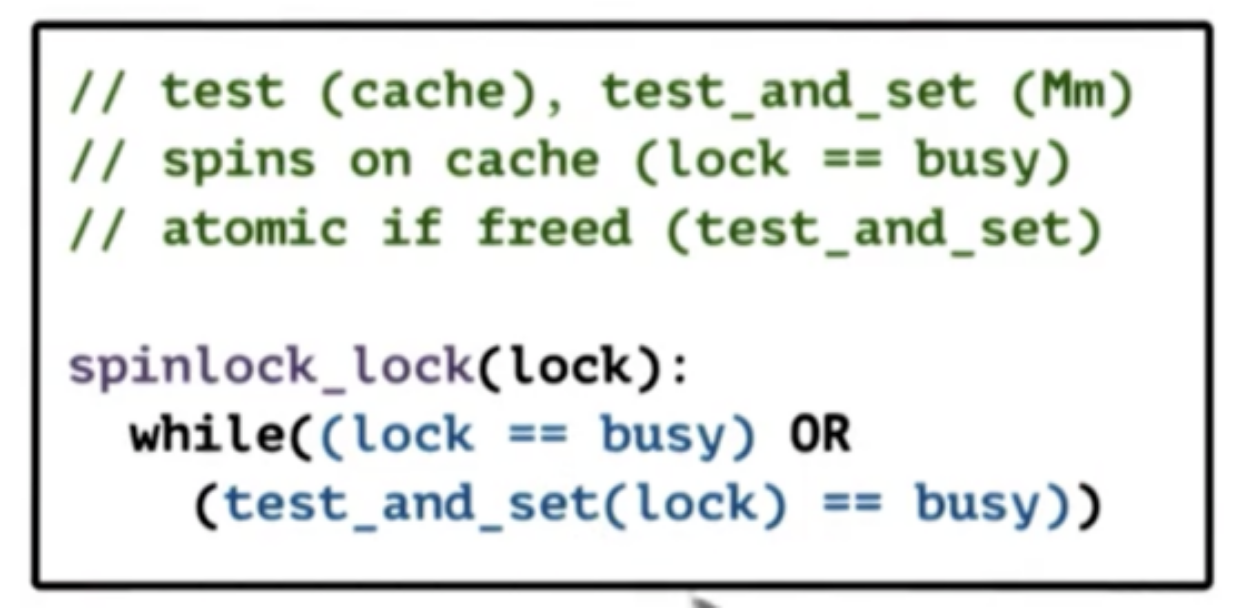 // test (cache), test_and_set (Mm)
// spins on cache (lock == busy)
// atomic if freed (test_and_set)
spinlock_lock(lock):
while((lock == busy) OR
(test_and_set(lock) == busy))